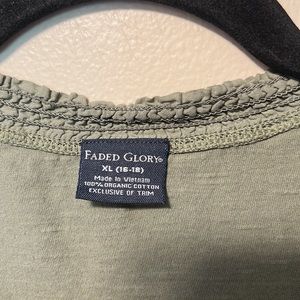 FADED GLORY®
XL (16-18)
Made in Vietnam
100% ORGANIC COTTON
EXCLUSIVE OF TRIM